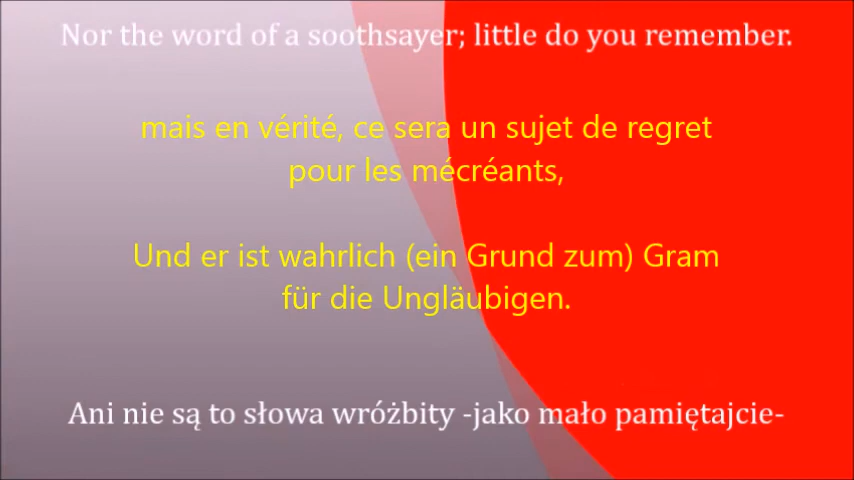 Nor the word of a soothsayer; little do you remember.
mais en vérité, ce sera un sujet de regret
pour les mécréants,
Und er ist wahrlich (ein Grund zum) Gram
für die Ungläubigen.
Ani nie są to słowa wróżbity -jako mało pamiętajcie-